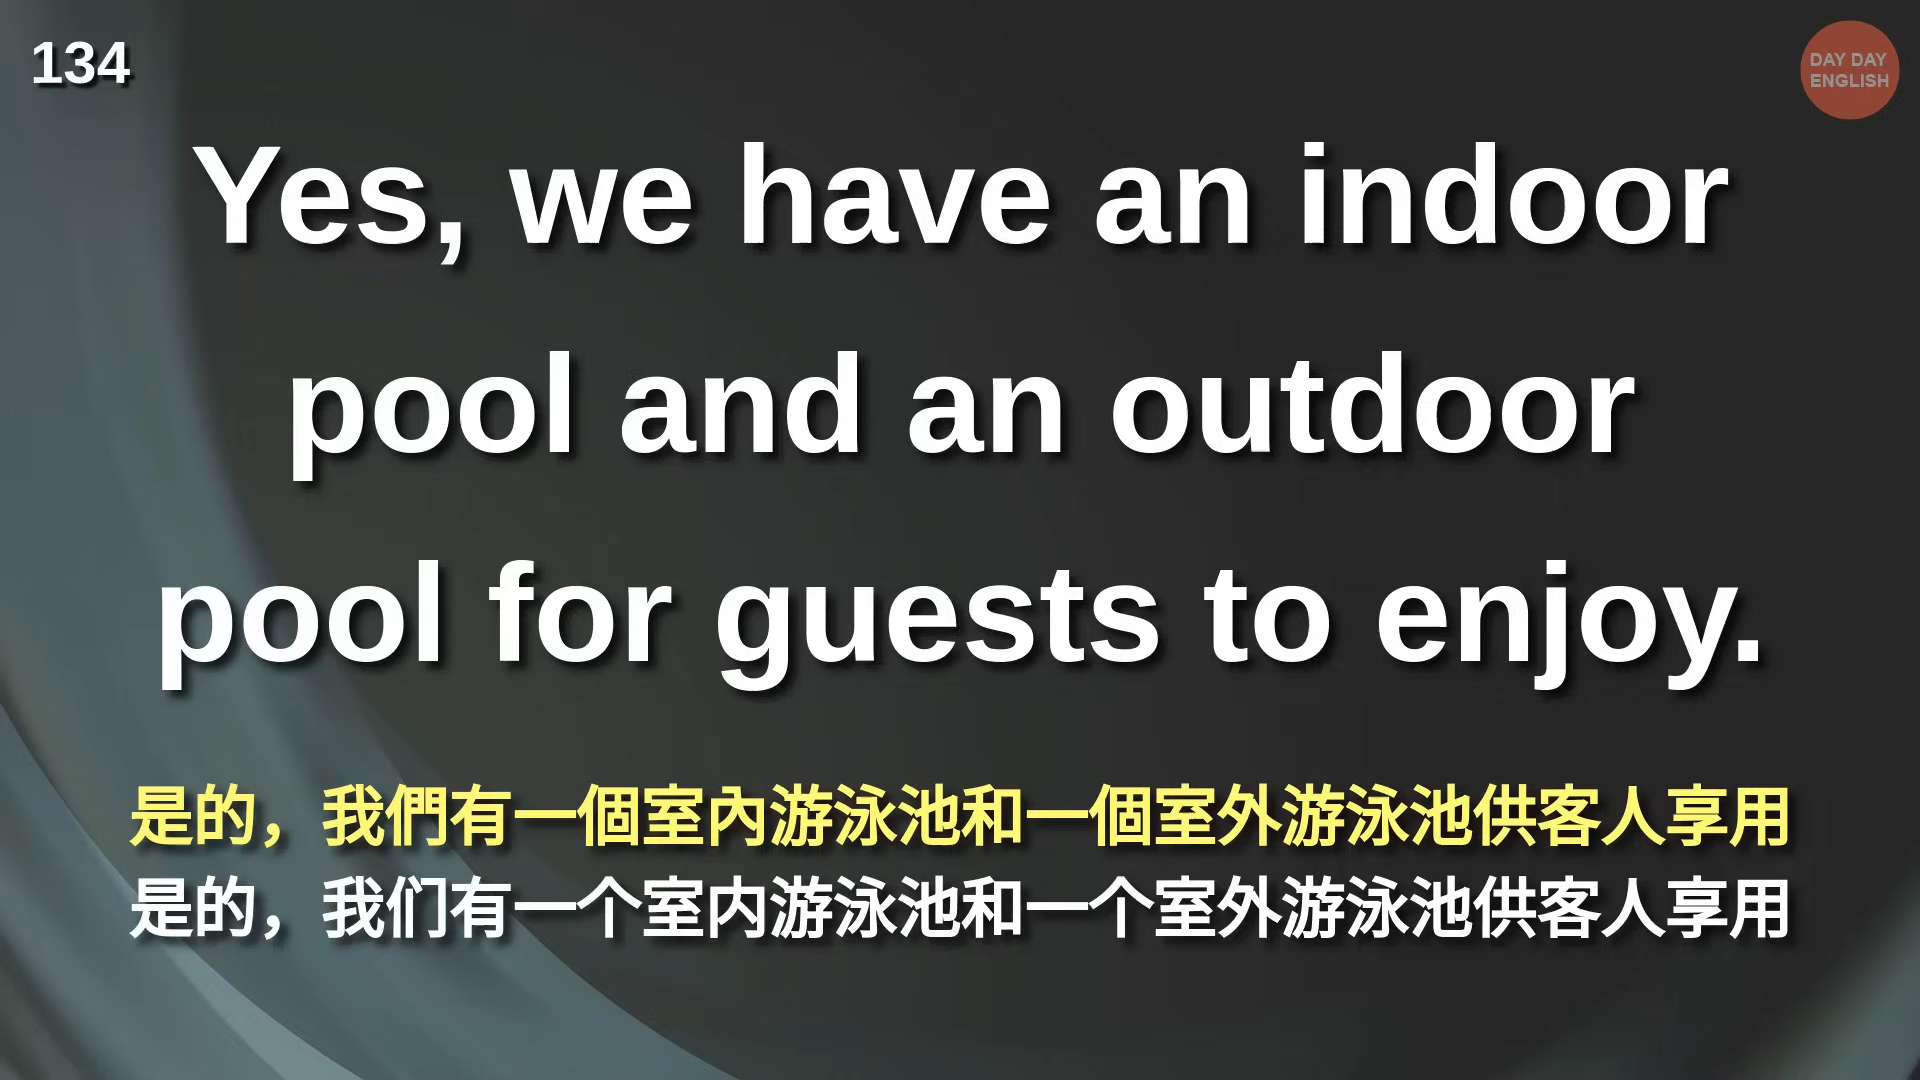 134
DAY DAY
ENGLISH
Yes, we have an indoor
pool and an outdoor
pool for guests to enjoy.
是的，我們有一個室內游泳池和一個室外游泳池供客人享用
是的，我们有一个室内游泳池和一个室外游泳池供客人享用